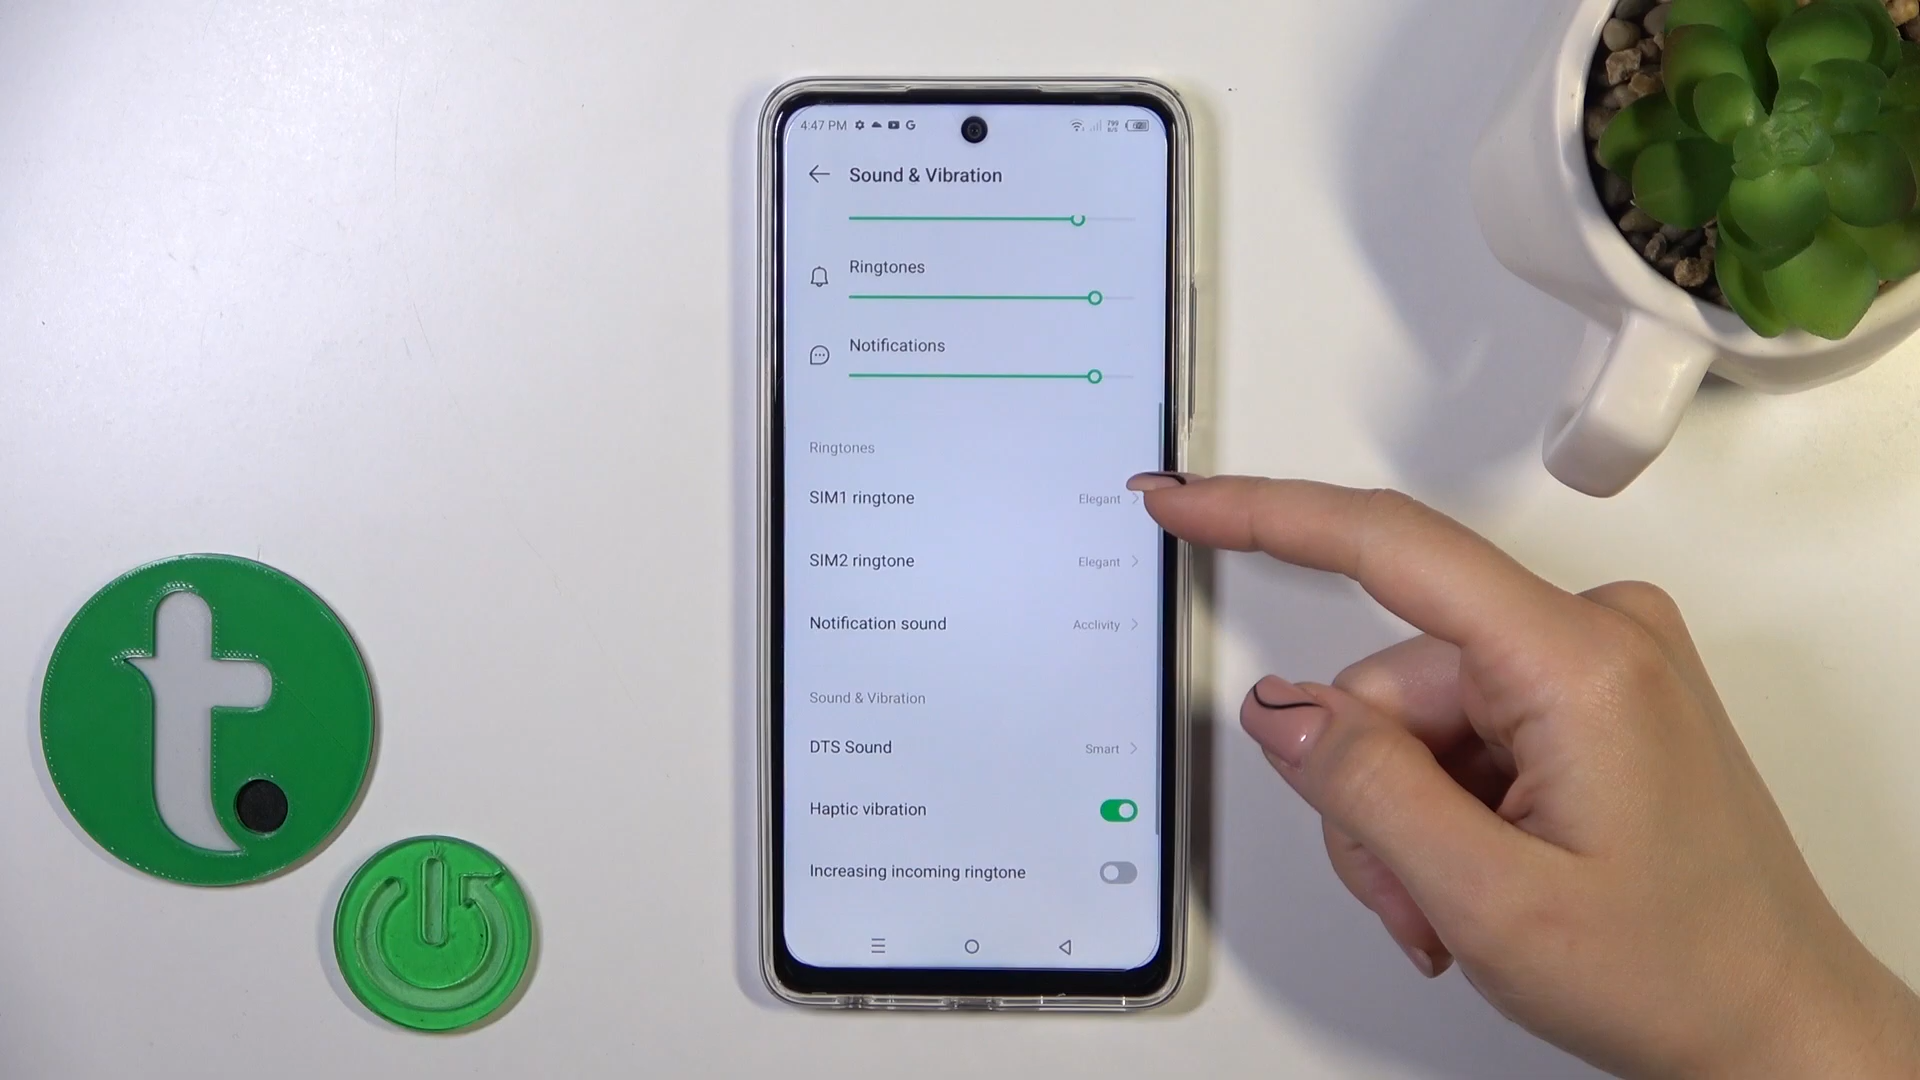 4:47 PM
Sound & Vibration
Ringtones
Notifications
Ringtones
SIM1 ringtone Elegant
SIM2 ringtone Elegant
Notification sound Acclivity
Sound & Vibration
DTS Sound Smart
Haptic vibration
Increasing incoming ringtone
t.